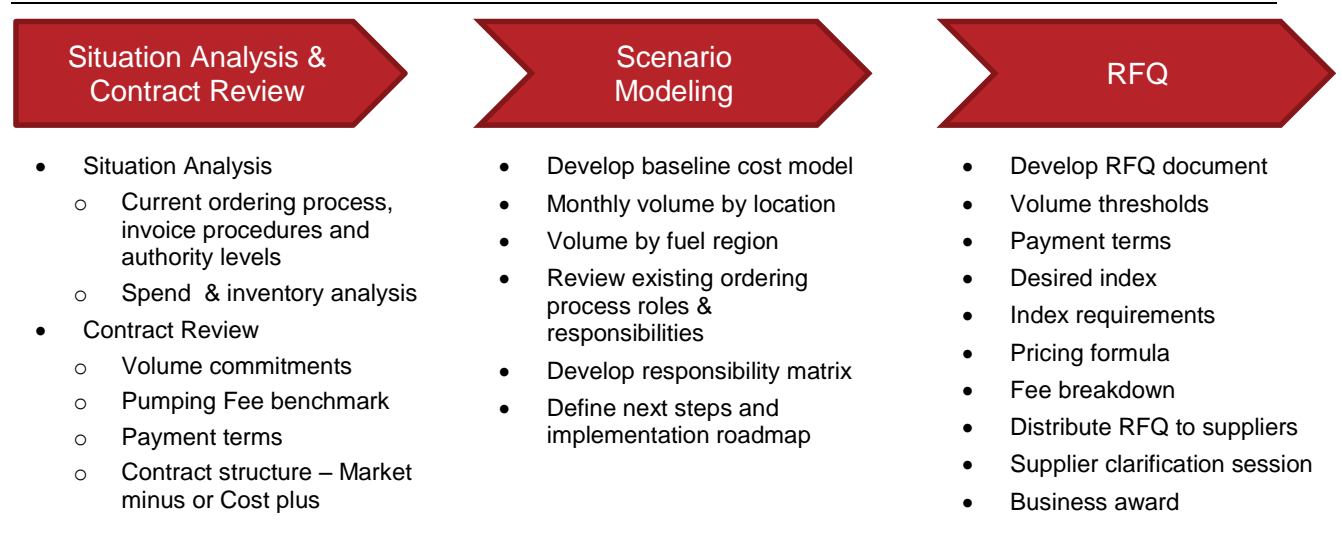 Situation Analysis &
Contract Review
• Situation Analysis
o Current ordering process,
invoice procedures and
authority levels
o Spend & inventory analysis
• Contract Review
o Volume commitments
o Pumping Fee benchmark
o Payment terms
o Contract structure – Market
minus or Cost plus
Scenario
Modeling
• Develop baseline cost model
• Monthly volume by location
• Volume by fuel region
• Review existing ordering
process roles &
responsibilities
• Develop responsibility matrix
• Define next steps and
implementation roadmap
RFQ
• Develop RFQ document
• Volume thresholds
• Payment terms
• Desired index
• Index requirements
• Pricing formula
• Fee breakdown
• Distribute RFQ to suppliers
• Supplier clarification session
• Business award